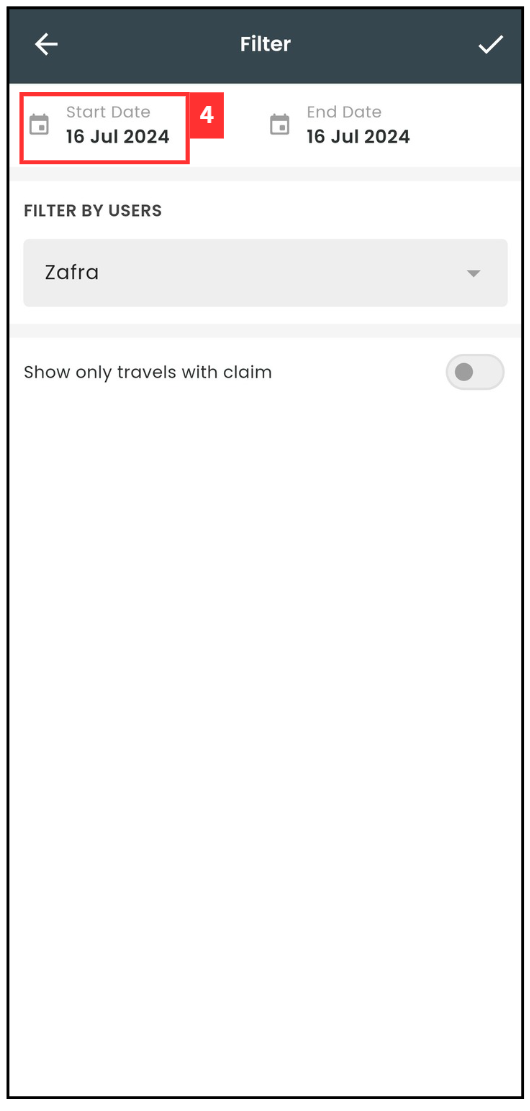 Filter
Start Date
16 Jul 2024
4
End Date
16 Jul 2024
FILTER BY USERS
Zafra
Show only travels with claim